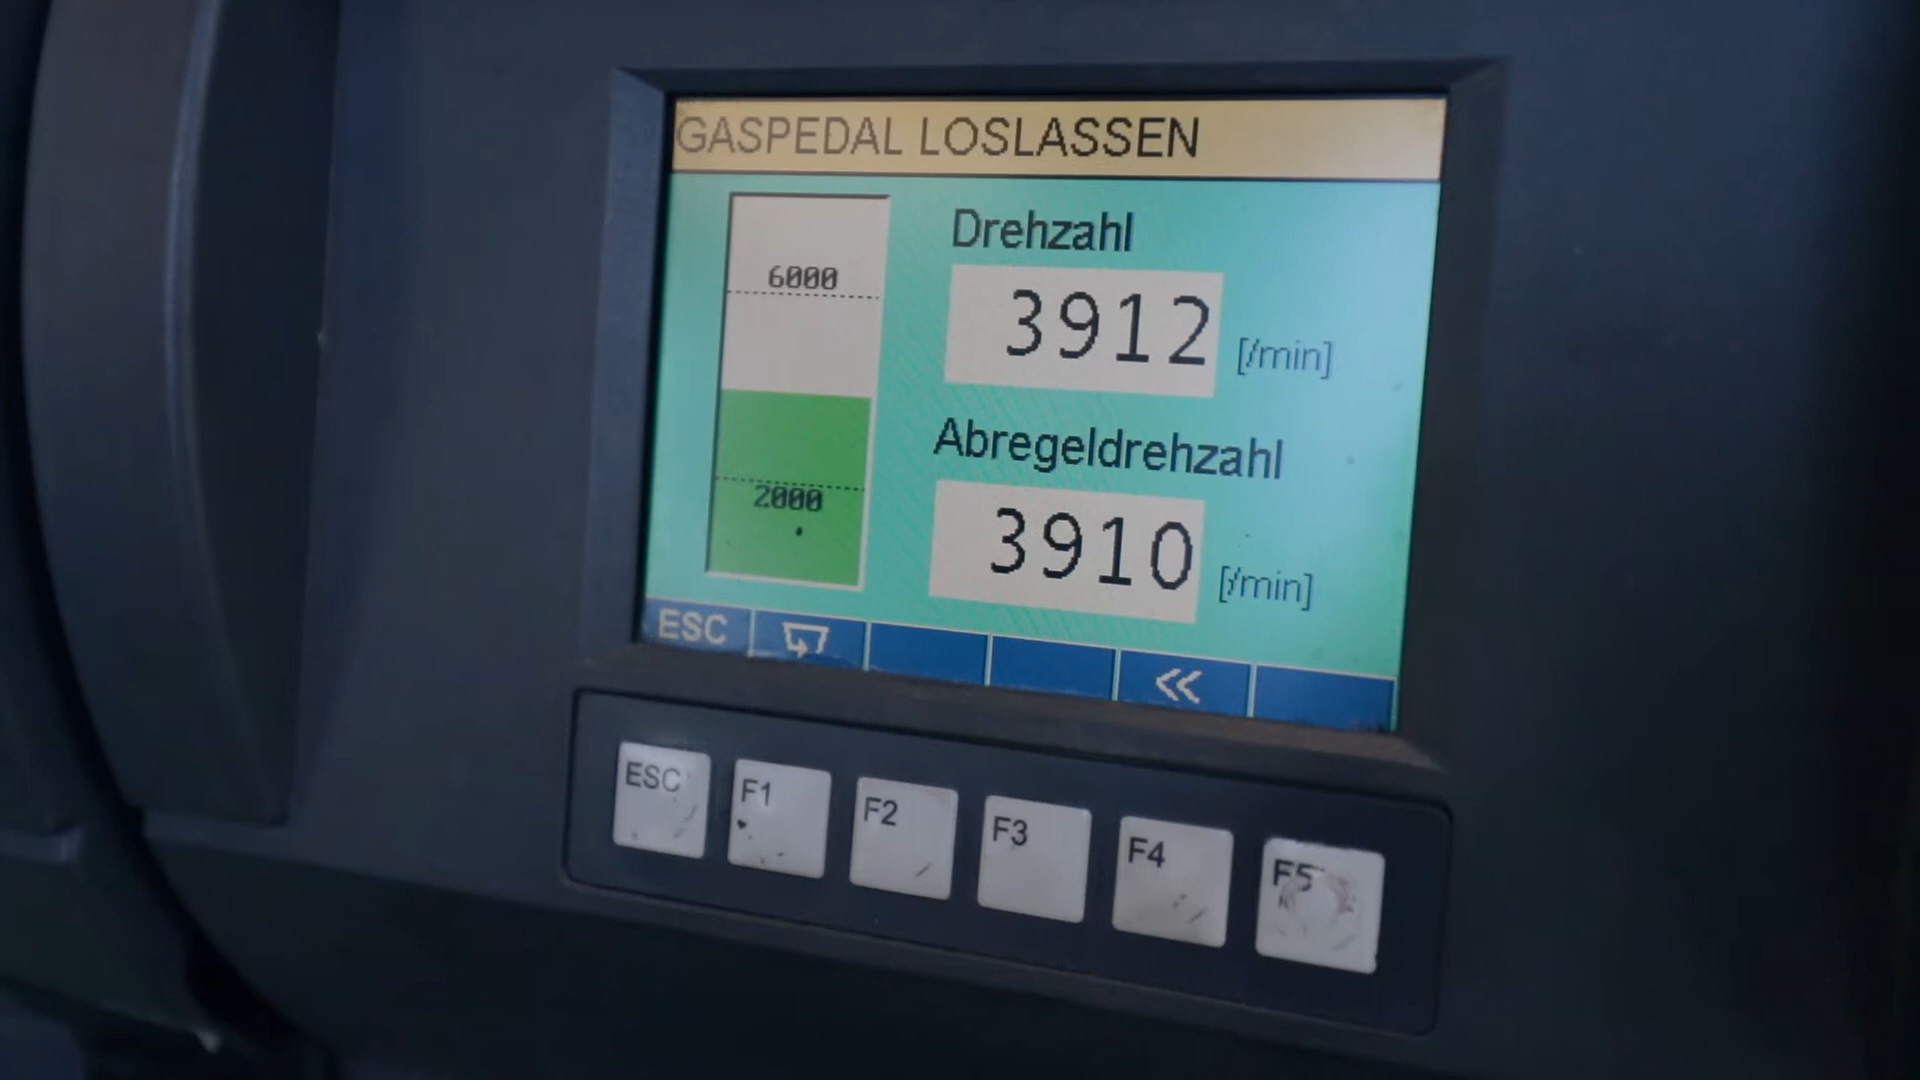 GASPEDAL LOSLASSEN
6000
2000
Drehzahl
3912 [/min]
Abregeldrehzahl
3910 [/min]
ESC <<
ESC F1 F2 F3 F4 F5